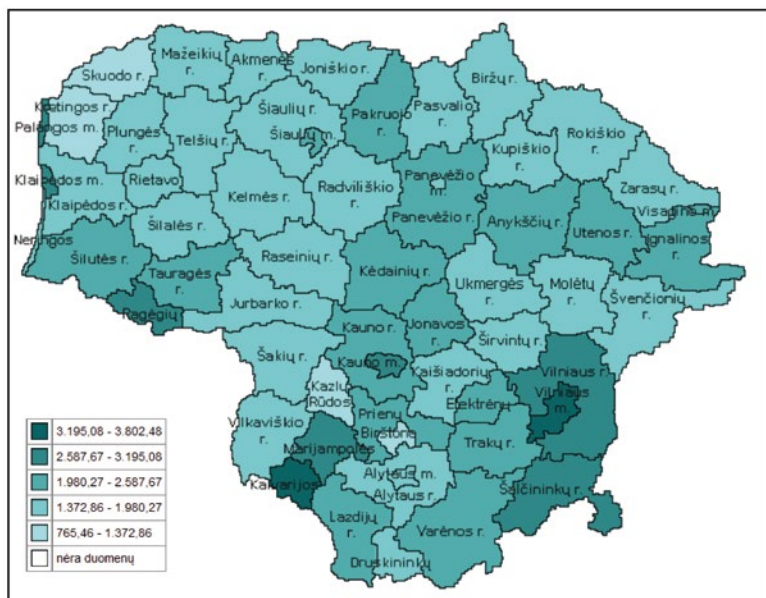 Mažeikių
r.
Akmenės
r.
Joniškio r.
Skuodo r.
Biržų r.
Kretingos r.
Palangos m.
Plungės
r.
Telšių
r.
Šiaulių r.
Šiaulių m.
Pakruojo
r.
Pasvalio
r.
Rokiškio
r.
Kupiškio
r.
Klaipėdos m.
Klaipėdos r.
Rietavo
Kelmės r.
Radviliškio
r.
Panevėžio
m.
Panevėžio r.
Zarasų r.
Visagino m.
Anykščių
r.
Utenos r.
Ignalinos
r.
Neringos
Šilalės
r.
Šilutės r.
Tauragės
r.
Raseinių r.
Kėdainių r.
Ukmergės
r.
Molėtų
r.
Švenčionių
r.
Pagėgių
Jurbarko r.
Kauno r.
Jonavos
r.
Širvintų r.
Šakių r.
Kauno m.
Kaišiadorių
r.
Vilniaus r.
Vilniaus
m.
Kazlų
Rūdos
Prienų
r.
Birštono
Elektrėnų
Vilkaviškio
r.
Marijampolės
Trakų r.
Kalvarijos
Alytaus m.
Alytaus r.
Šalčininkų r.
Lazdijų
r.
Varėnos r.
Druskininkų
3.195,08 - 3.802,48
2.587,67 - 3.195,08
1.980,27 - 2.587,67
1.372,86 - 1.980,27
765,46 - 1.372,86
nėra duomenų